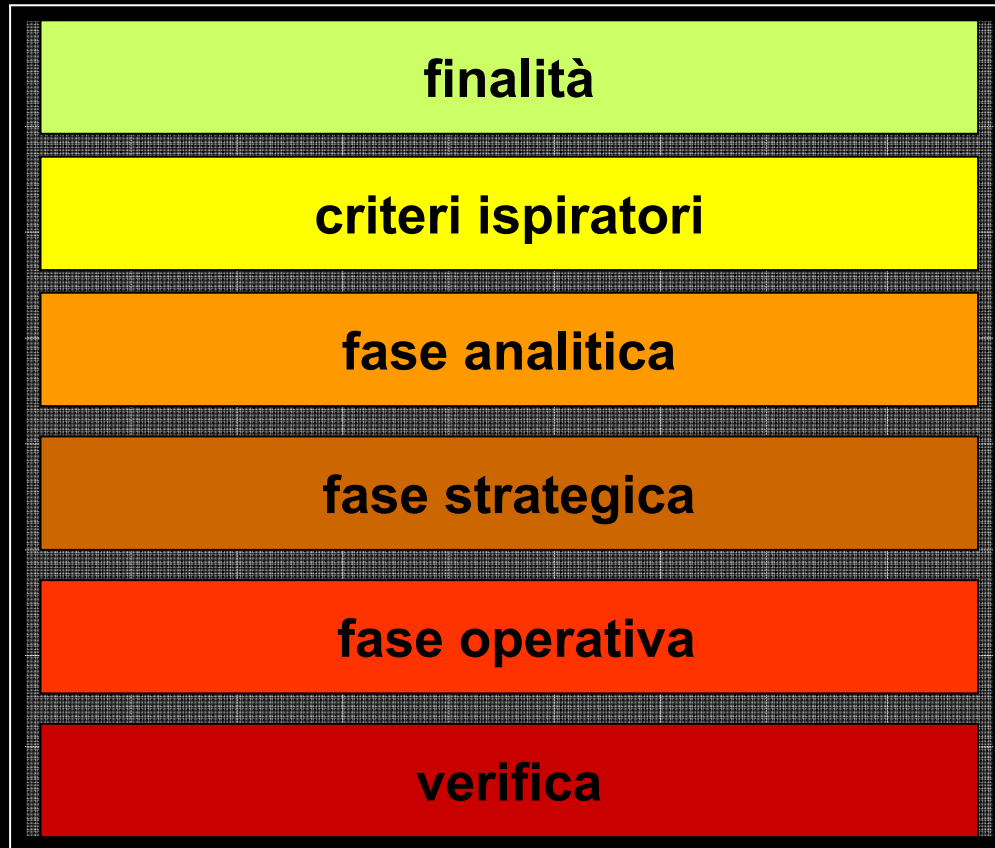 finalità
criteri ispiratori
fase analitica
fase strategica
fase operativa
verifica